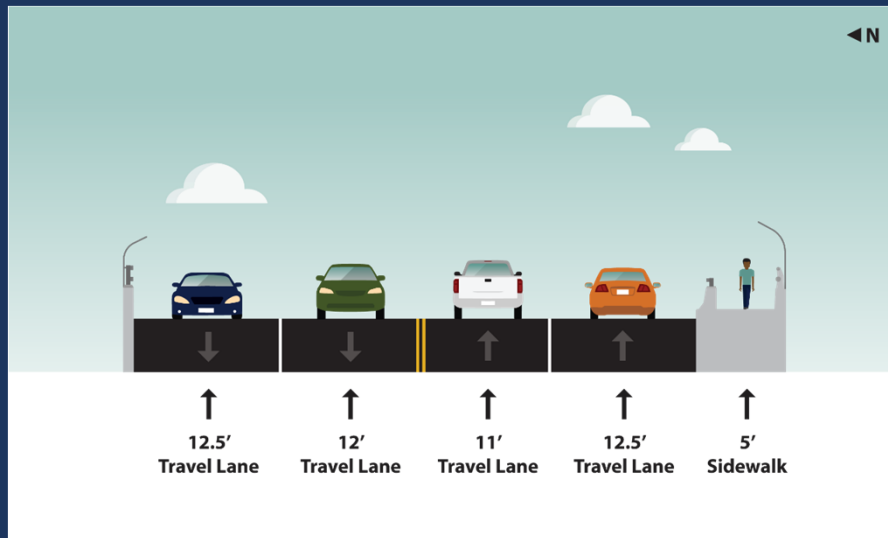 ◄N
12.5′
Travel Lane
12′
Travel Lane
11′
Travel Lane
12.5′
Travel Lane
5′
Sidewalk